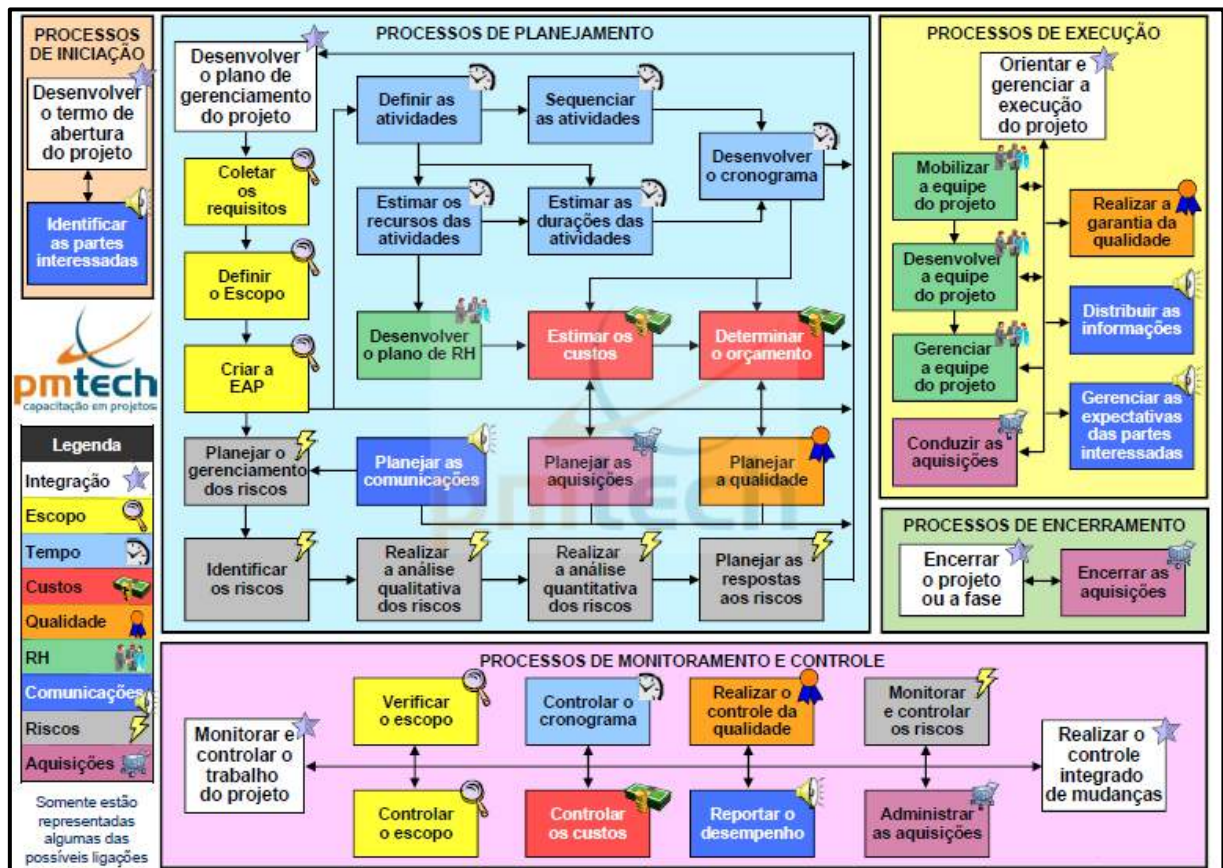 PROCESSOS
DE INICIAÇÃO
Desenvolver
o termo de
abertura
do projeto
Identificar
as partes
interessadas
pmtech
capacitação em projetos
Legenda
Integração
Escopo
Tempo
Custos
Qualidade
RH
Comunicações
Riscos
Aquisições
Somente estão
representadas
algumas das
possíveis ligações
PROCESSOS DE PLANEJAMENTO
Desenvolver
o plano de
gerenciamento
do projeto
Definir as
atividades
Sequenciar
as atividades
Desenvolver
o cronograma
Coletar
os
requisitos
Estimar os
recursos das
atividades
Estimar as
durações das
atividades
Definir
o Escopo
Desenvolver
o plano de RH
Estimar os
custos
Determinar
o orçamento
Criar a
EAP
Planejar o
gerenciamento
dos riscos
Planejar as
comunicações
Planejar as
aquisições
Planejar
a qualidade
pmtech
Identificar
os riscos
Realizar
a análise
qualitativa
dos riscos
Realizar
a análise
quantitativa
dos riscos
Planejar as
respostas
aos riscos
PROCESSOS DE EXECUÇÃO
Orientar e
gerenciar a
execução
do projeto
Mobilizar
a equipe
do projeto
Realizar a
garantia da
qualidade
Desenvolver
a equipe
do projeto
Distribuir as
informações
Gerenciar
a equipe
do projeto
Gerenciar as
expectativas
das partes
interessadas
Conduzir as
aquisições
PROCESSOS DE ENCERRAMENTO
Encerrar
o projeto
ou a fase
Encerrar as
aquisições
PROCESSOS DE MONITORAMENTO E CONTROLE
Monitorar e
controlar o
trabalho
do projeto
Verificar
o escopo
Controlar o
cronograma
Realizar o
controle da
qualidade
Monitorar
e controlar
os riscos
Controlar
o escopo
Controlar
os custos
Reportar o
desempenho
Administrar
as aquisições
Realizar o
controle
integrado
de mudanças